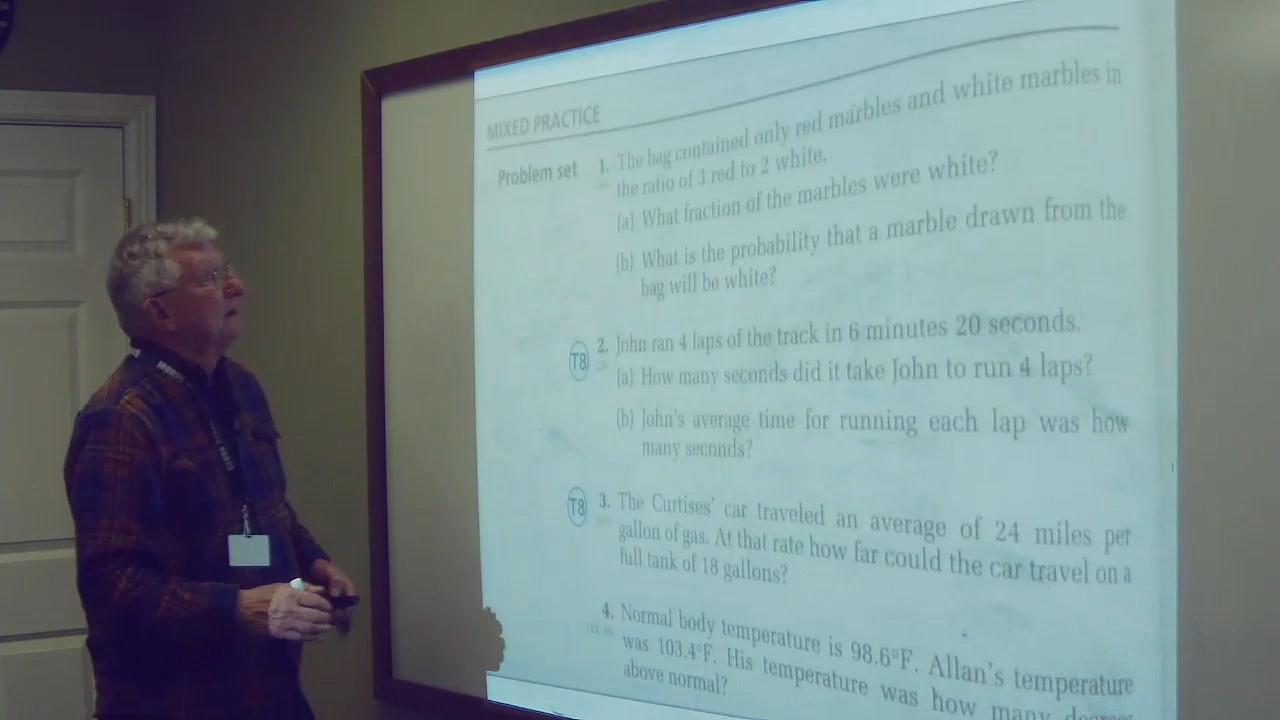 MIXED PRACTICE
Problem set
1. The bag contained only red marbles and white marbles in
the ratio of 3 red to 2 white.
(a) What fraction of the marbles were white?
(b) What is the probability that a marble drawn from the
bag will be white?
T8
2. John ran 4 laps of the track in 6 minutes 20 seconds.
(a) How many seconds did it take John to run 4 laps?
(b) John's average time for running each lap was how
many seconds?
T8
3. The Curtises' car traveled an average of 24 miles per
gallon of gas. At that rate how far could the car travel on a
full tank of 18 gallons?
4. Normal body temperature is 98.6°F. Allan's temperature
was 103.4°F. His temperature was how many degrees
above normal?